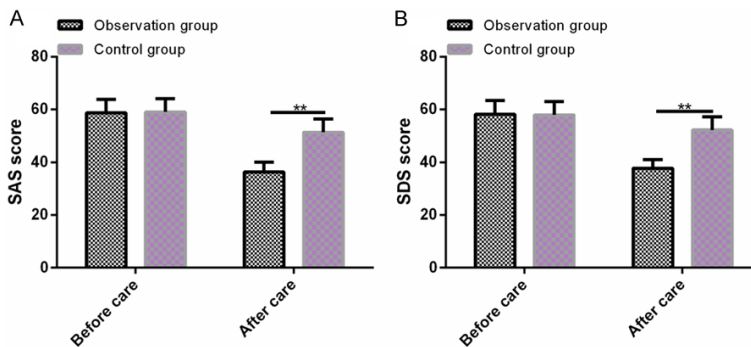 A
Observation group
Control group
SAS score
80
60
40
20
0
**
Before care
After care
B
Observation group
Control group
SDS score
80
60
40
20
0
**
Before care
After care